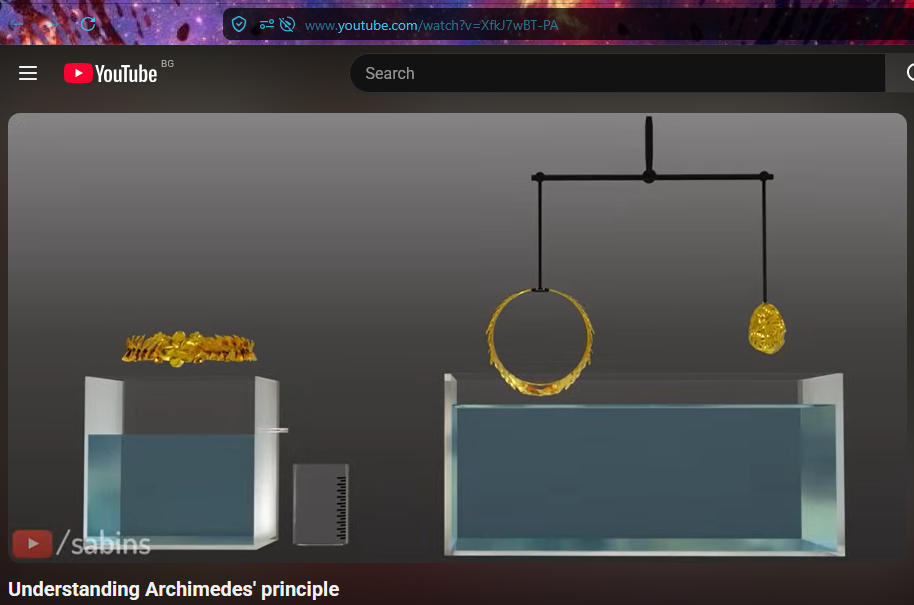 www.youtube.com/watch?v=XfkJ7wBT-PA
YouTube BG
Search
/sabins
Understanding Archimedes' principle